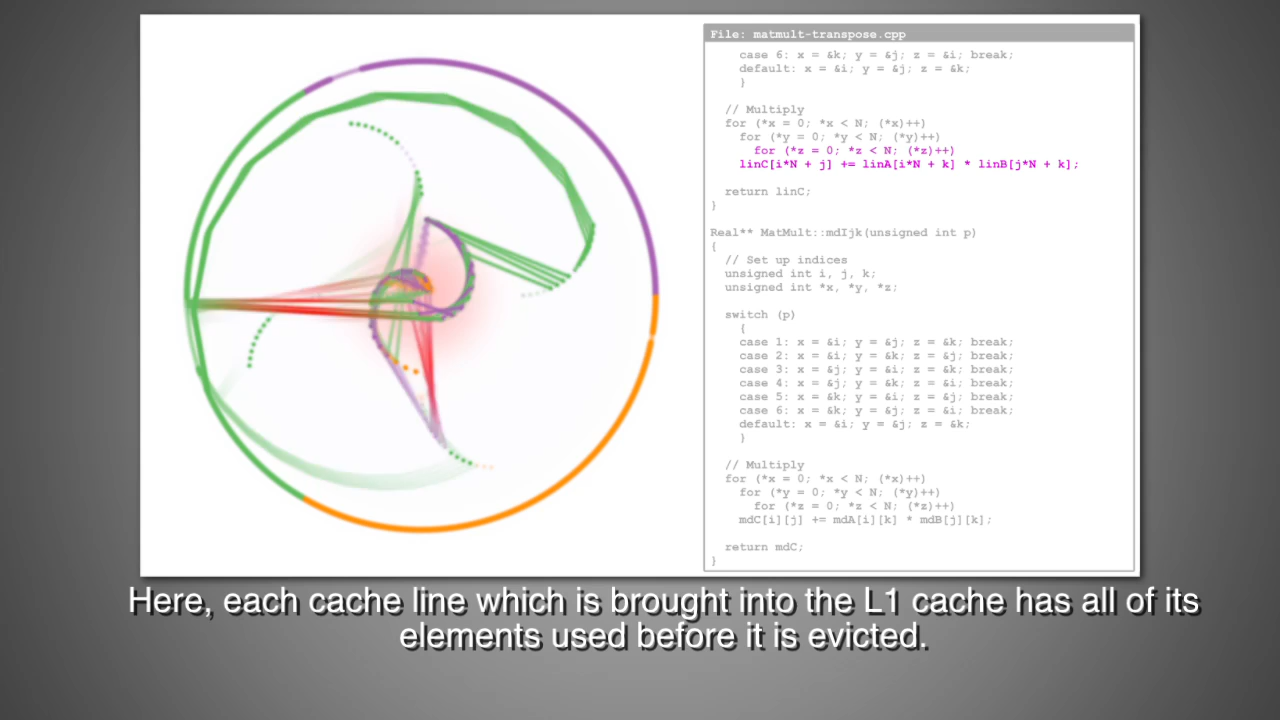 File: matmult-transpose.cpp
case 6: x = &k; y = &j; z = &i; break;
default: x = &i; y = &j; z = &k;
}
// Multiply
for (*x = 0; *x < N; (*x)++)
for (*y = 0; *y < N; (*y)++)
for (*z = 0; *z < N; (*z)++)
linC[i*N + j] += linA[i*N + k] * linB[j*N + k];
return linC;
}
Real** MatMult::mdIjk(unsigned int p)
{
// Set up indices
unsigned int i, j, k;
unsigned int *x, *y, *z;
switch (p)
{
case 1: x = &i; y = &j; z = &k; break;
case 2: x = &i; y = &k; z = &j; break;
case 3: x = &j; y = &i; z = &k; break;
case 4: x = &j; y = &k; z = &i; break;
case 5: x = &k; y = &i; z = &j; break;
case 6: x = &k; y = &j; z = &i; break;
default: x = &i; y = &j; z = &k;
}
// Multiply
for (*x = 0; *x < N; (*x)++)
for (*y = 0; *y < N; (*y)++)
for (*z = 0; *z < N; (*z)++)
mdC[i][j] += mdA[i][k] * mdB[j][k];
return mdC;
}
Here, each cache line which is brought into the L1 cache has all of its
elements used before it is evicted.